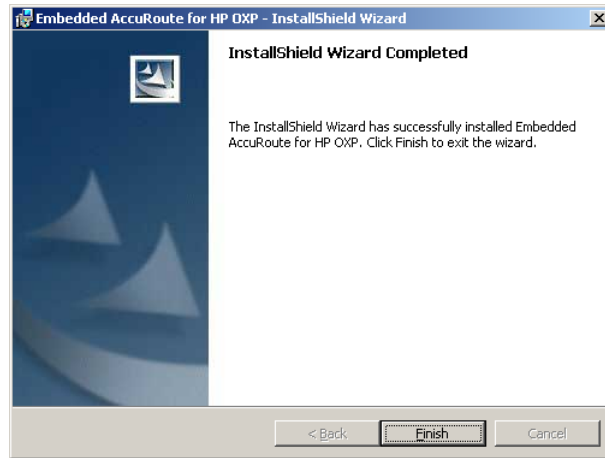 Embedded AccuRoute for HP OXP - InstallShield Wizard
InstallShield Wizard Completed
The InstallShield Wizard has successfully installed Embedded
AccuRoute for HP OXP. Click Finish to exit the wizard.
< Back Finish Cancel